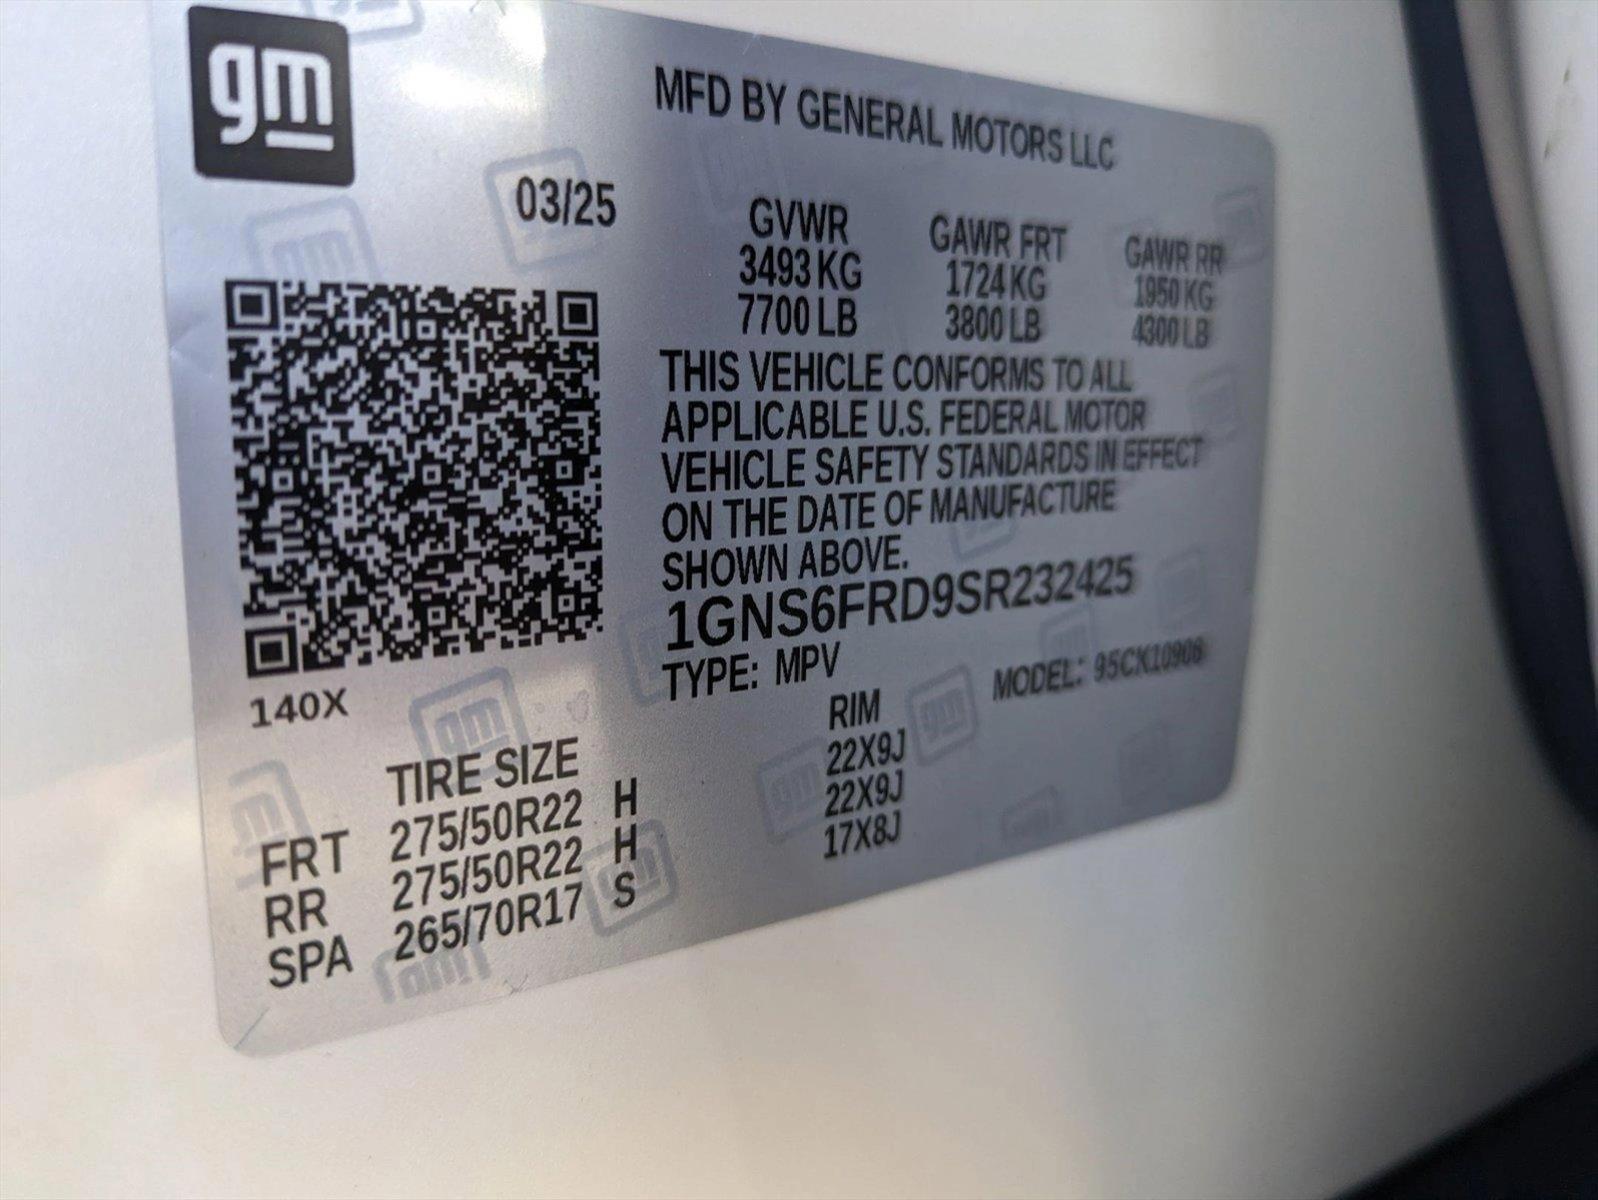 gm
MFD BY GENERAL MOTORS LLC
03/25
GVWR GAWR FRT GAWR RR
3493 KG 1724 KG 1950 KG
7700 LB 3800 LB 4300 LB
THIS VEHICLE CONFORMS TO ALL
APPLICABLE U.S. FEDERAL MOTOR
VEHICLE SAFETY STANDARDS IN EFFECT
ON THE DATE OF MANUFACTURE
SHOWN ABOVE.
1GNS6FRD9SR232425
TYPE: MPV MODEL: 95CK10906
140X
TIRE SIZE RIM
FRT 275/50R22 H 22X9J
RR 275/50R22 H 22X9J
SPA 265/70R17 S 17X8J